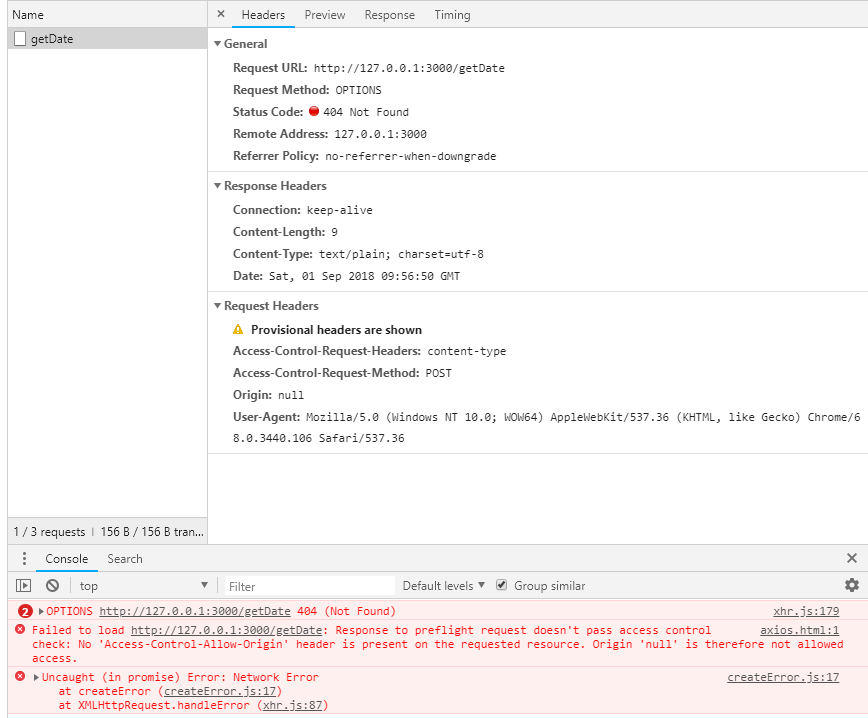 Name
getDate
1 / 3 requests | 156 B / 156 B tran...
× Headers Preview Response Timing
General
Request URL: http://127.0.0.1:3000/getDate
Request Method: OPTIONS
Status Code: 404 Not Found
Remote Address: 127.0.0.1:3000
Referrer Policy: no-referrer-when-downgrade
Response Headers
Connection: keep-alive
Content-Length: 9
Content-Type: text/plain; charset=utf-8
Date: Sat, 01 Sep 2018 09:56:50 GMT
Request Headers
Provisional headers are shown
Access-Control-Request-Headers: content-type
Access-Control-Request-Method: POST
Origin: null
User-Agent: Mozilla/5.0 (Windows NT 10.0; WOW64) AppleWebKit/537.36 (KHTML, like Gecko) Chrome/6
8.0.3440.106 Safari/537.36
Console Search
top Filter Default levels Group similar
2 OPTIONS http://127.0.0.1:3000/getDate 404 (Not Found) xhr.js:179
Failed to load http://127.0.0.1:3000/getDate: Response to preflight request doesn't pass access control axios.html:1
check: No 'Access-Control-Allow-Origin' header is present on the requested resource. Origin 'null' is therefore not allowed
access.
Uncaught (in promise) Error: Network Error createError.js:17
at createError (createError.js:17)
at XMLHttpRequest.handleError (xhr.js:87)